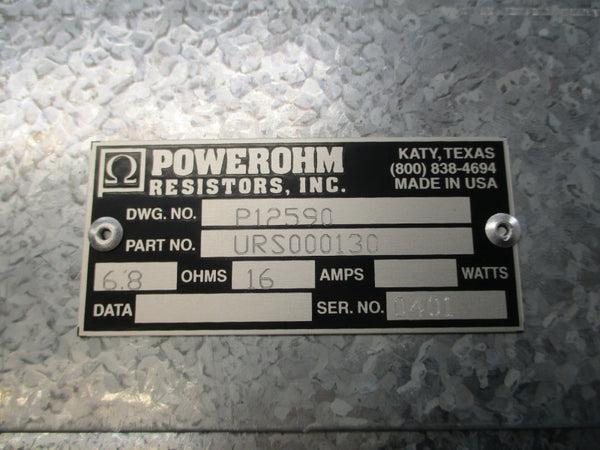 Ω POWEROHM
RESISTORS, INC.
KATY, TEXAS
(800) 838-4694
MADE IN USA
DWG. NO. P12590
PART NO. URS000130
6.8 OHMS 16 AMPS WATTS
DATA SER. NO. 0401